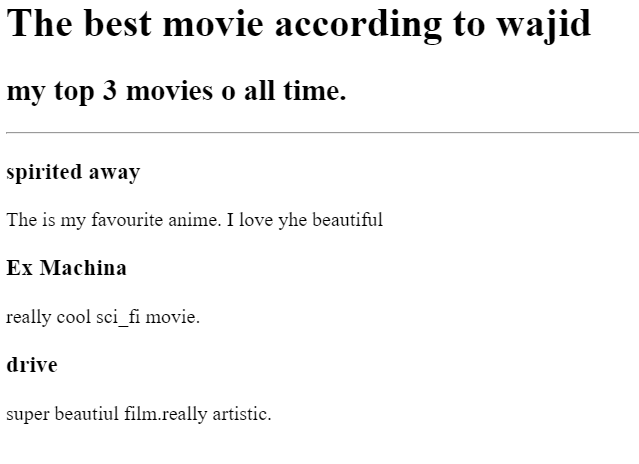 The best movie according to wajid
my top 3 movies o all time.
spirited away
The is my favourite anime. I love yhe beautiful
Ex Machina
really cool sci_fi movie.
drive
super beautiul film.really artistic.